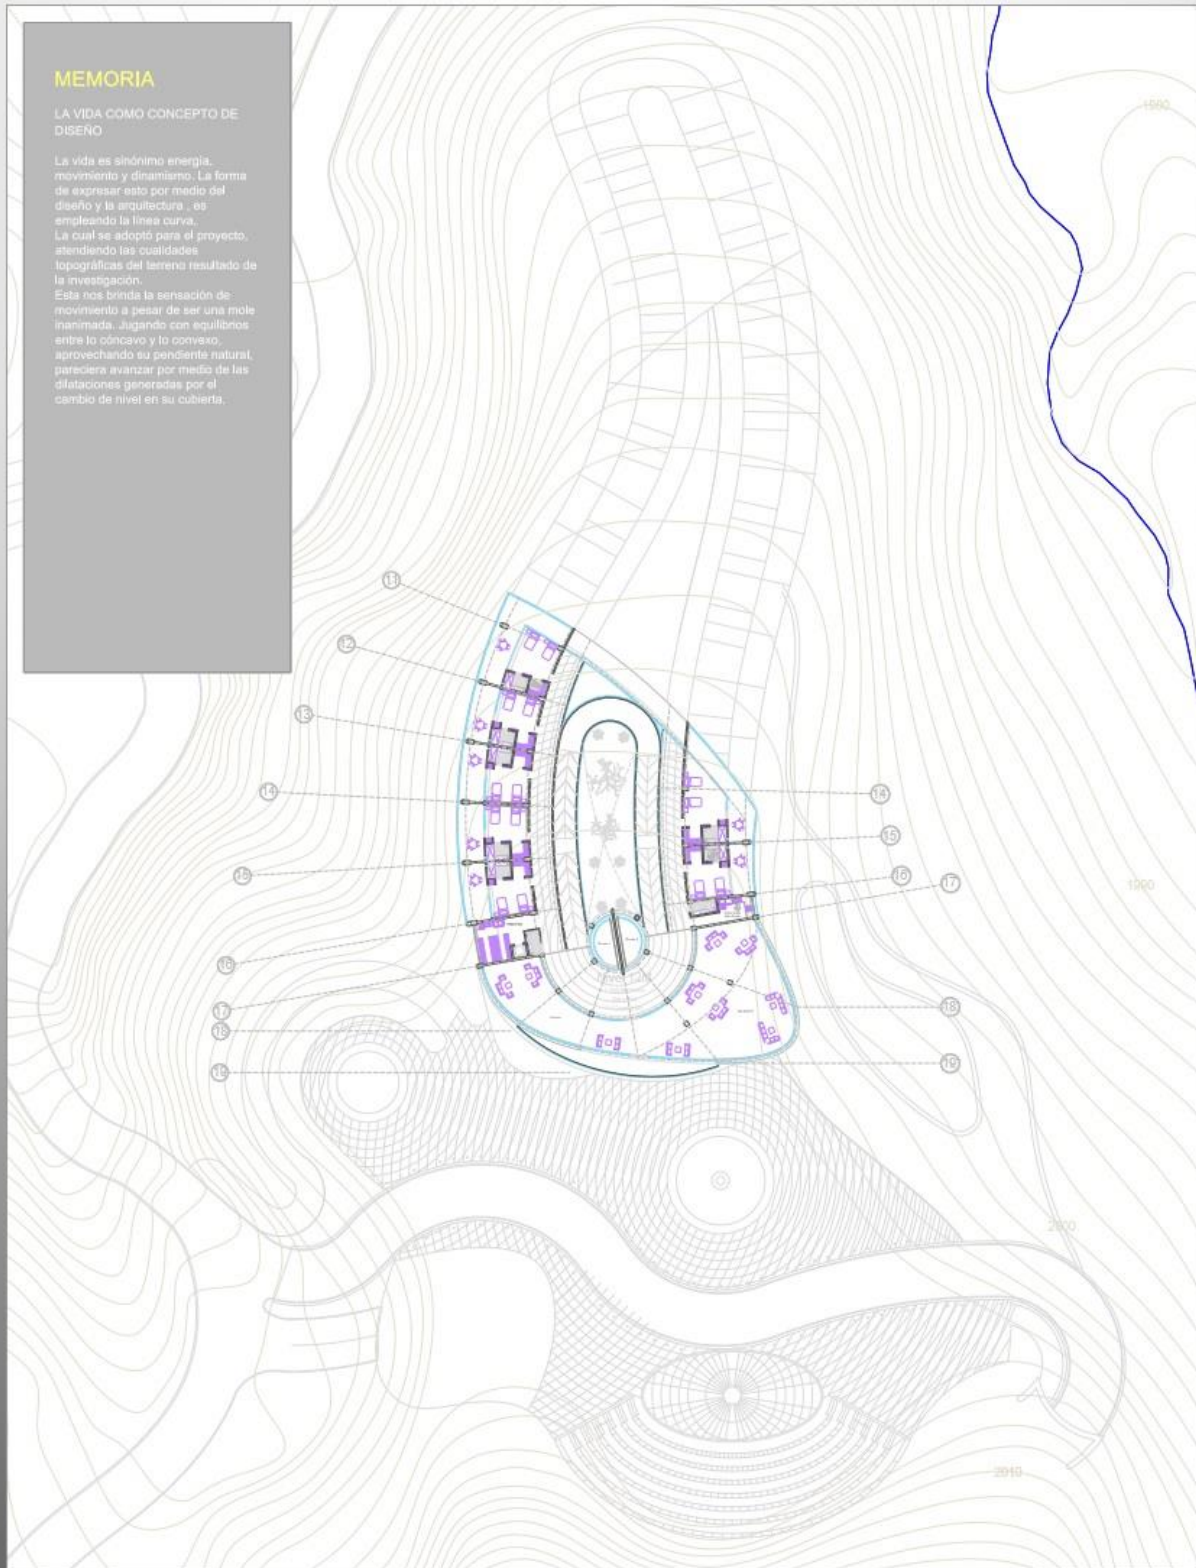 MEMORIA
LA VIDA COMO CONCEPTO DE
DISEÑO
La vida es sinónimo energía,
movimiento y dinamismo. La forma
de expresar esto por medio del
diseño y la arquitectura , es
empleando la línea curva.
La cual se adoptó para el proyecto,
atendiendo las cualidades
topográficas del terreno resultado de
la investigación.
Esta nos brinda la sensación de
movimiento a pesar de ser una mole
inanimada. Jugando con equilibrios
entre lo cóncavo y lo convexo,
aprovechando su pendiente natural,
pareciera avanzar por medio de las
dilataciones generadas por el
cambio de nivel en su cubierta.
1980
11
12
13
14
14
15
15
16
17
1990
16
17
18
18
19
19
2000
2010